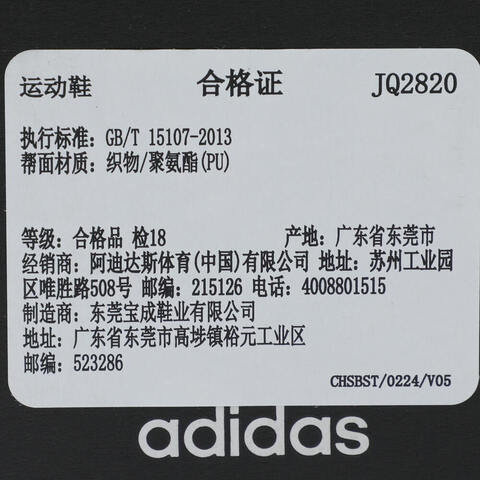 运动鞋 合格证 JQ2820
执行标准: GB/T 15107-2013
帮面材质: 织物/聚氨酯(PU)
等级: 合格品 检18 产地: 广东省东莞市
经销商: 阿迪达斯体育(中国)有限公司 地址: 苏州工业园
区唯胜路508号 邮编: 215126 电话: 4008801515
制造商: 东莞宝成鞋业有限公司
地址: 广东省东莞市高埗镇裕元工业区
邮编: 523286
CHSBST/0224/V05
adidas